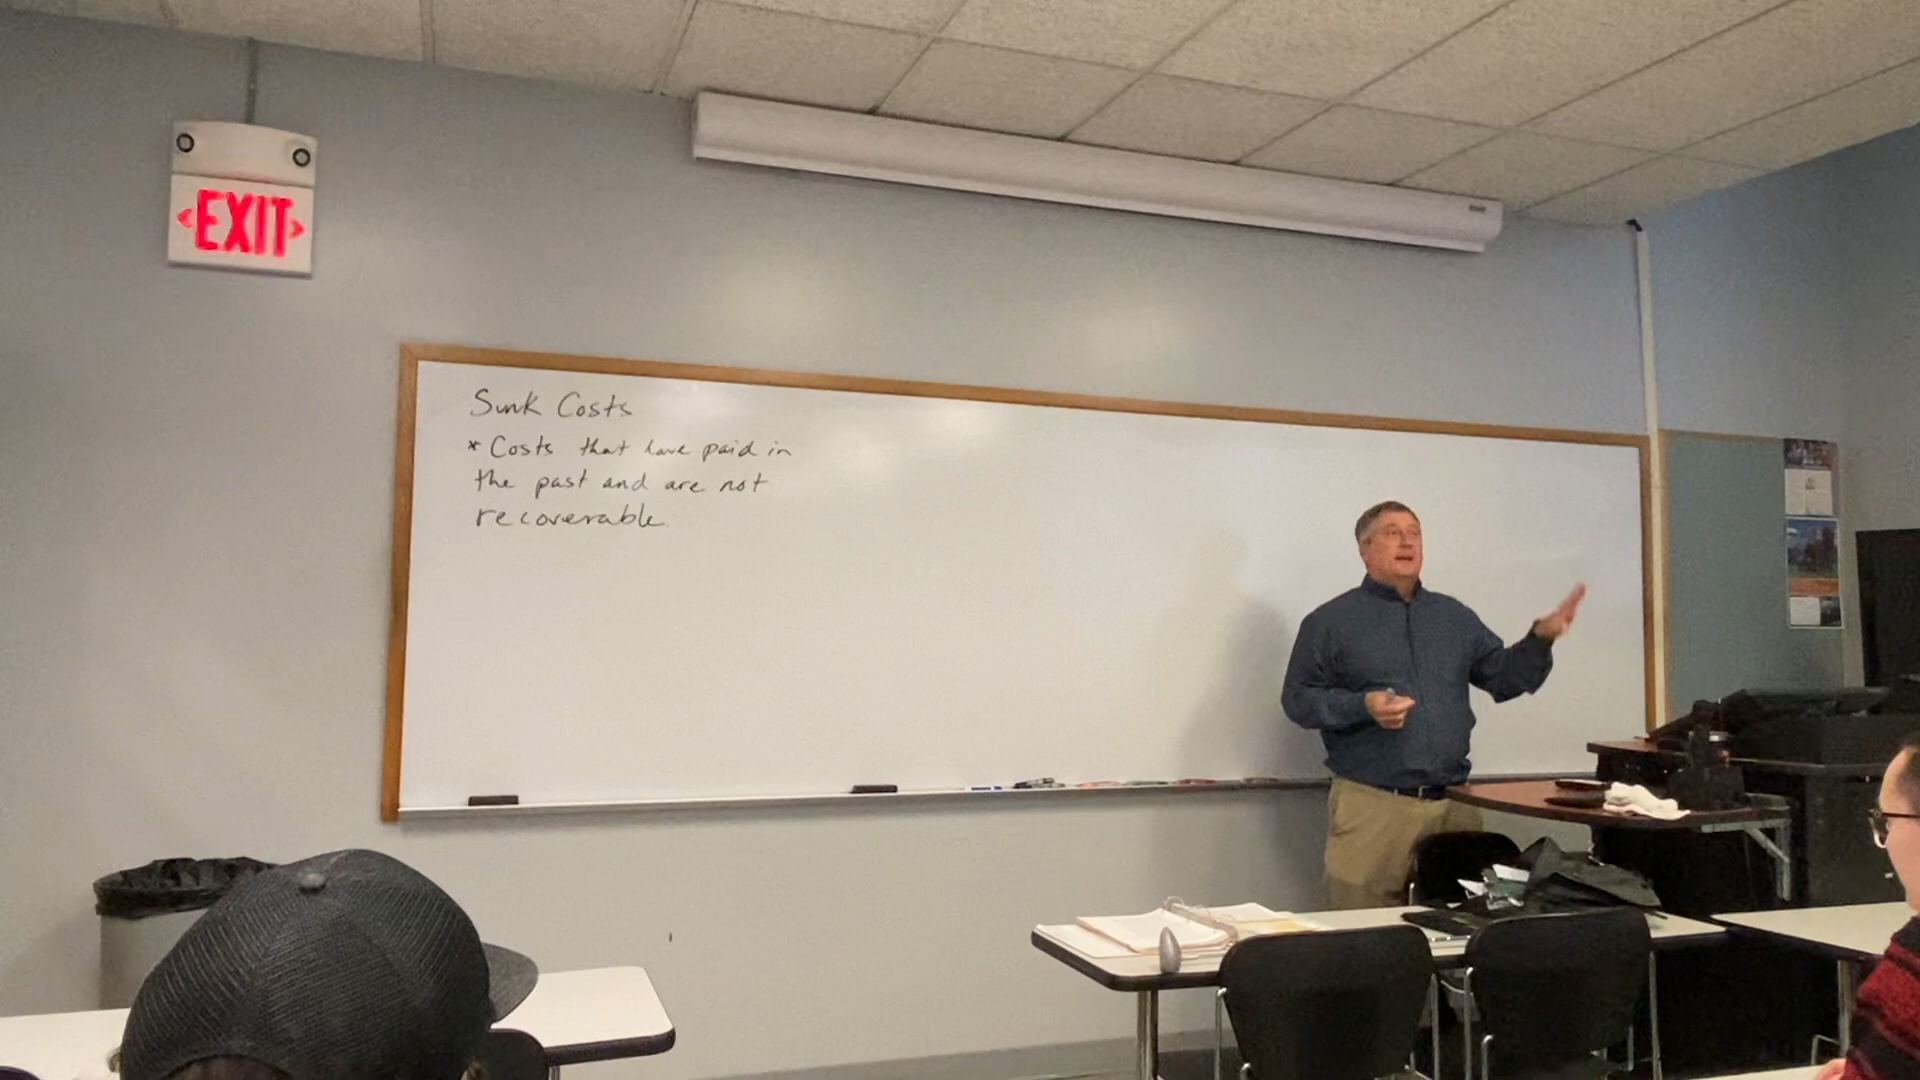 <EXIT>
Sunk Costs
* Costs that have paid in
the past and are not
recoverable.